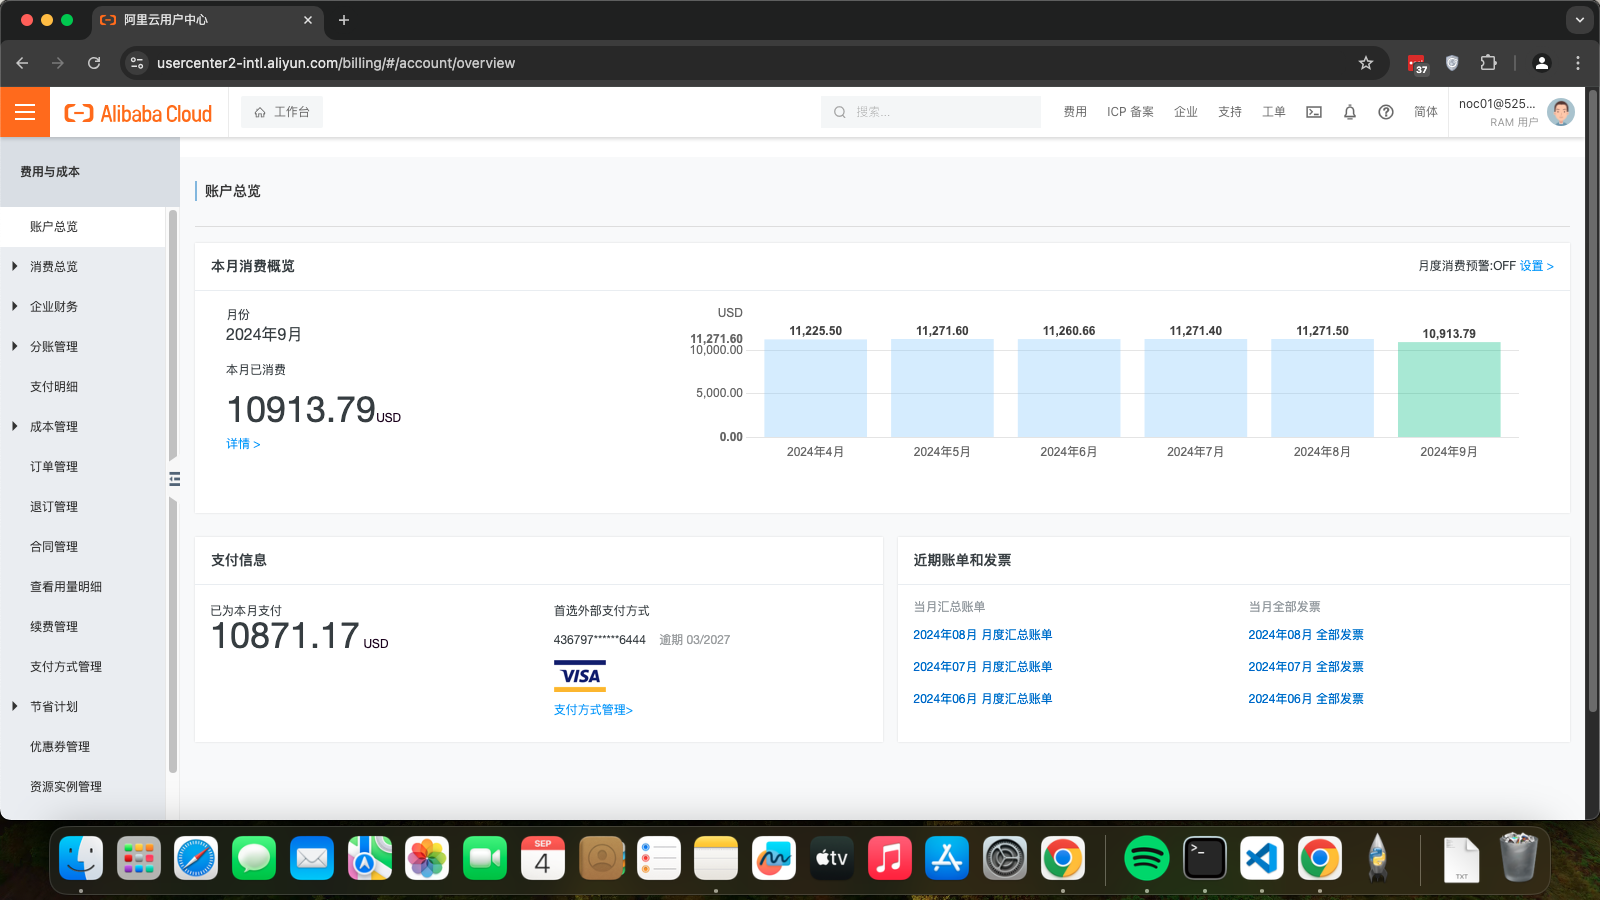 阿里云用户中心
usercenter2-intl.aliyun.com/billing/#/account/overview
37
Alibaba Cloud
工作台
搜索...
费用
ICP 备案
企业
支持
工单
简体
noc01@525...
RAM 用户
费用与成本
账户总览
消费总览
企业财务
分账管理
支付明细
成本管理
订单管理
退订管理
合同管理
查看用量明细
续费管理
支付方式管理
节省计划
优惠券管理
资源实例管理
账户总览
本月消费概览
月度消费预警:OFF 设置 >
月份
2024年9月
本月已消费
10913.79USD
详情 >
USD
11,271.60
10,000.00
5,000.00
0.00
11,225.50
11,271.60
11,260.66
11,271.40
11,271.50
10,913.79
2024年4月
2024年5月
2024年6月
2024年7月
2024年8月
2024年9月
支付信息
已为本月支付
10871.17 USD
首选外部支付方式
436797******6444 逾期 03/2027
VISA
支付方式管理>
近期账单和发票
当月汇总账单
2024年08月 月度汇总账单
2024年07月 月度汇总账单
2024年06月 月度汇总账单
当月全部发票
2024年08月 全部发票
2024年07月 全部发票
2024年06月 全部发票
SEP
4
tv
>_
TXT